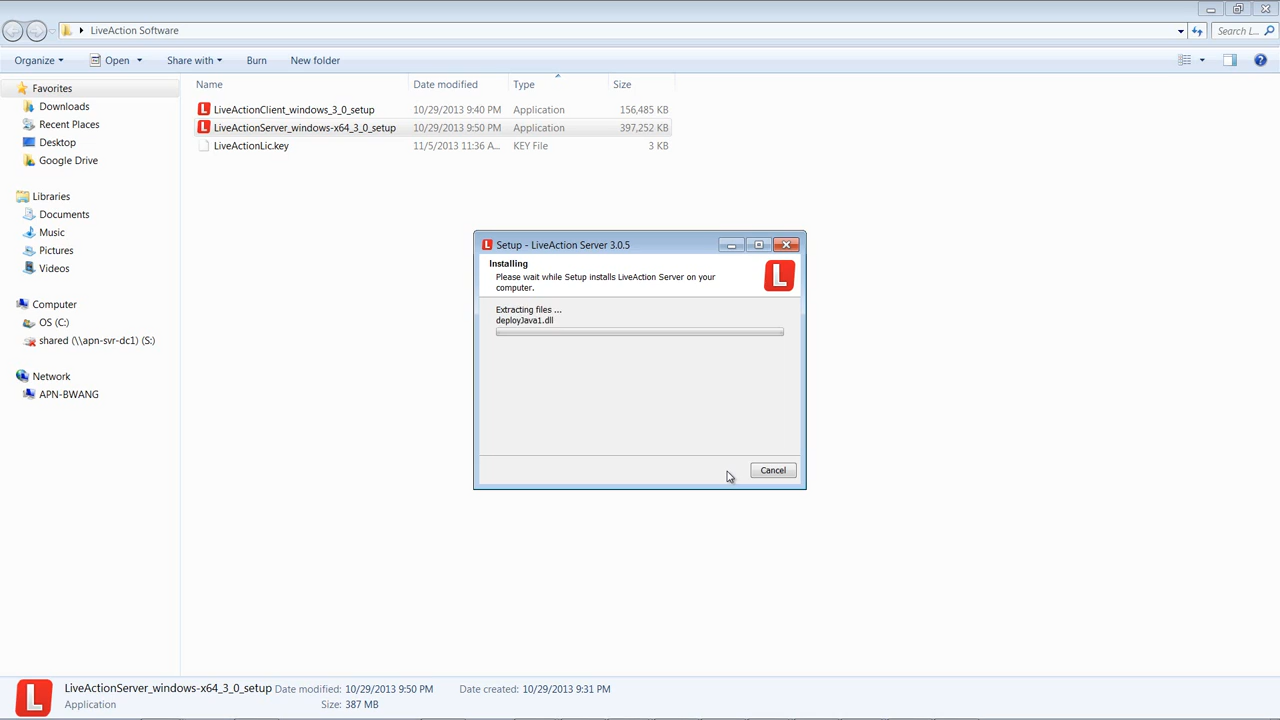 LiveAction Software
Search L...
Organize Open Share with Burn New folder
Name Date modified Type Size
LiveActionClient_windows_3_0_setup 10/29/2013 9:40 PM Application 156,485 KB
LiveActionServer_windows-x64_3_0_setup 10/29/2013 9:50 PM Application 397,252 KB
LiveActionLic.key 11/5/2013 11:36 A... KEY File 3 KB
Favorites
Downloads
Recent Places
Desktop
Google Drive
Libraries
Documents
Music
Pictures
Videos
Computer
OS (C:)
shared (\\apn-svr-dc1) (S:)
Network
APN-BWANG
L Setup - LiveAction Server 3.0.5
Installing
Please wait while Setup installs LiveAction Server on your
computer.
L
Extracting files ...
deployJava1.dll
Cancel
L
LiveActionServer_windows-x64_3_0_setup Date modified: 10/29/2013 9:50 PM Date created: 10/29/2013 9:31 PM
Application Size: 387 MB